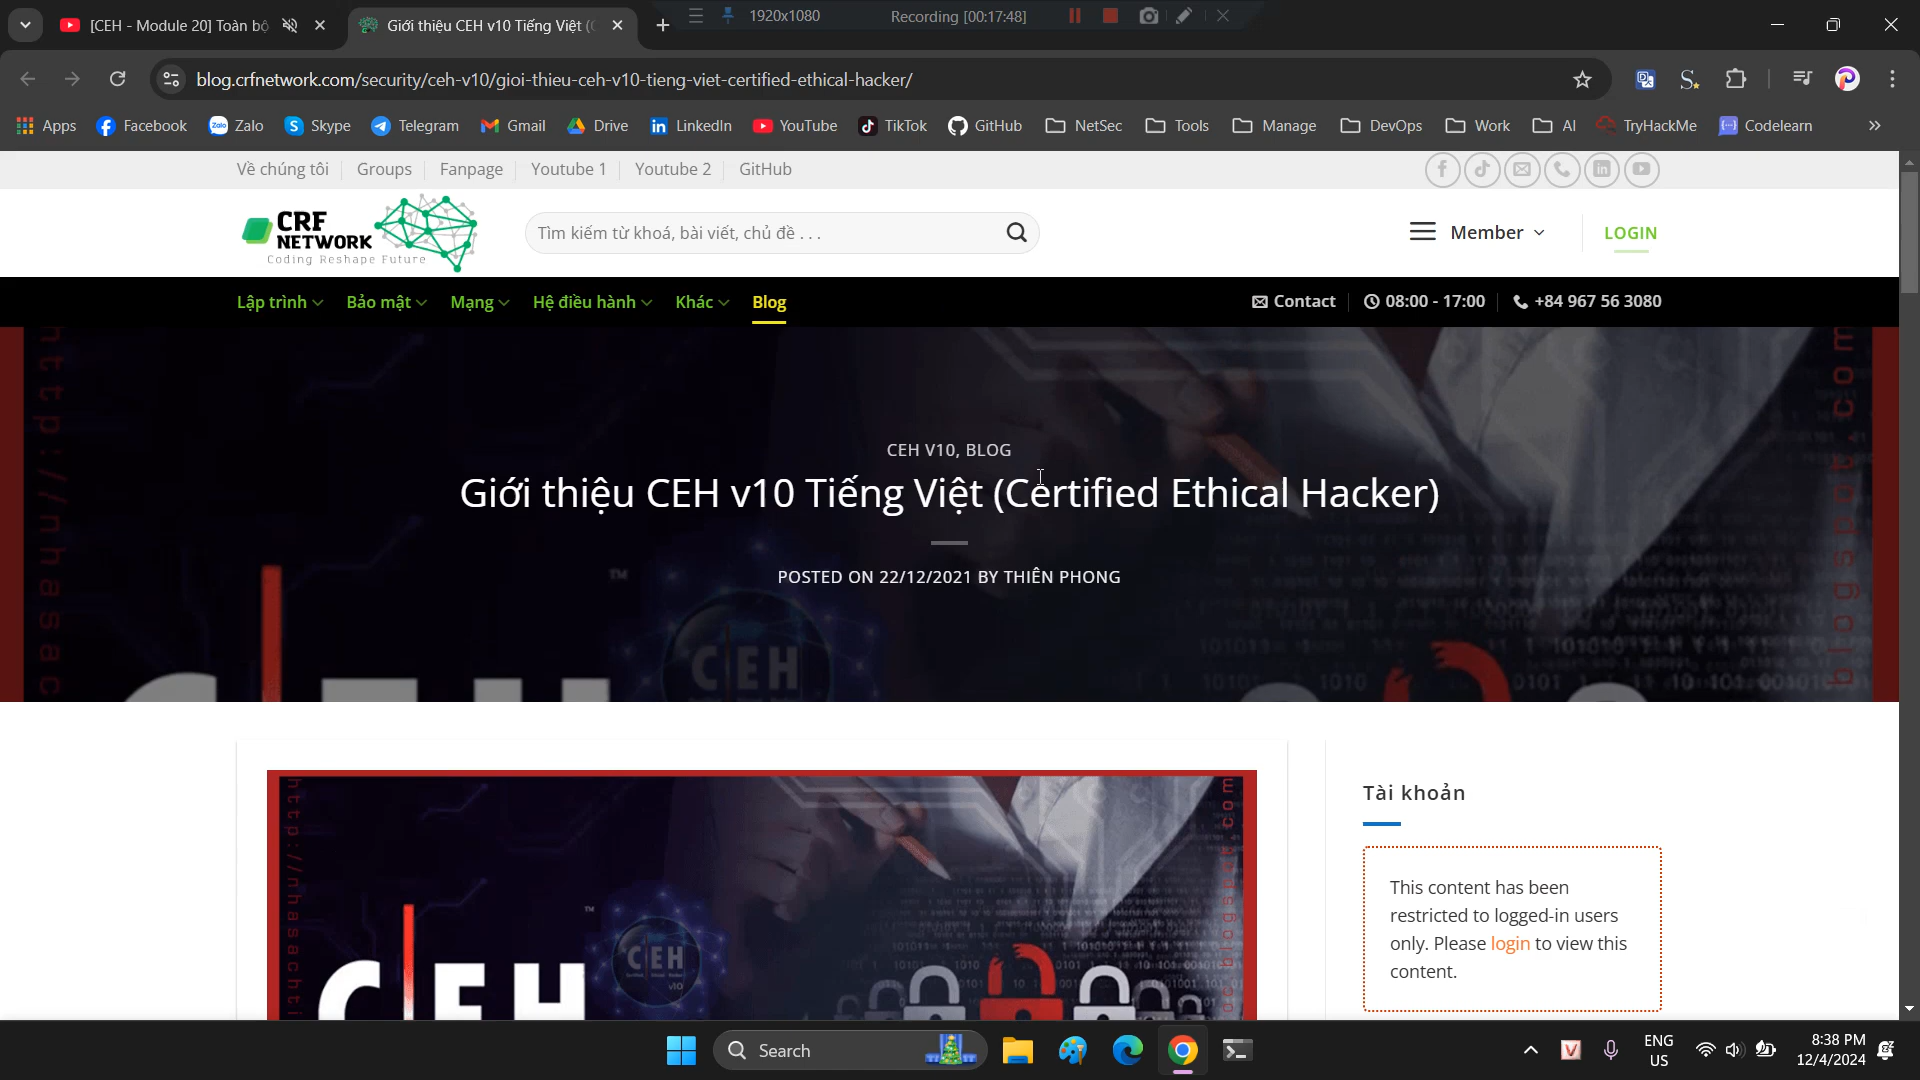 [CEH - Module 20] Toàn bộ
Giới thiệu CEH v10 Tiếng Việt (
1920x1080
Recording [00:17:48]
blog.crfnetwork.com/security/ceh-v10/gioi-thieu-ceh-v10-tieng-viet-certified-ethical-hacker/
Apps Facebook Zalo Skype Telegram Gmail Drive LinkedIn YouTube TikTok GitHub NetSec Tools Manage DevOps Work AI TryHackMe Codelearn
Về chúng tôi Groups Fanpage Youtube 1 Youtube 2 GitHub
CRF
NETWORK
Coding Reshape Future
Tìm kiếm từ khoá, bài viết, chủ đề . . .
Member
LOGIN
Lập trình Bảo mật Mạng Hệ điều hành Khác Blog
Contact 08:00 - 17:00 +84 967 56 3080
CEH V10, BLOG
Giới thiệu CEH v10 Tiếng Việt (Certified Ethical Hacker)
POSTED ON 22/12/2021 BY THIÊN PHONG
CEH
CEH
CEH
Tài khoản
This content has been
restricted to logged-in users
only. Please login to view this
content.
Search
ENG
US
8:38 PM
12/4/2024